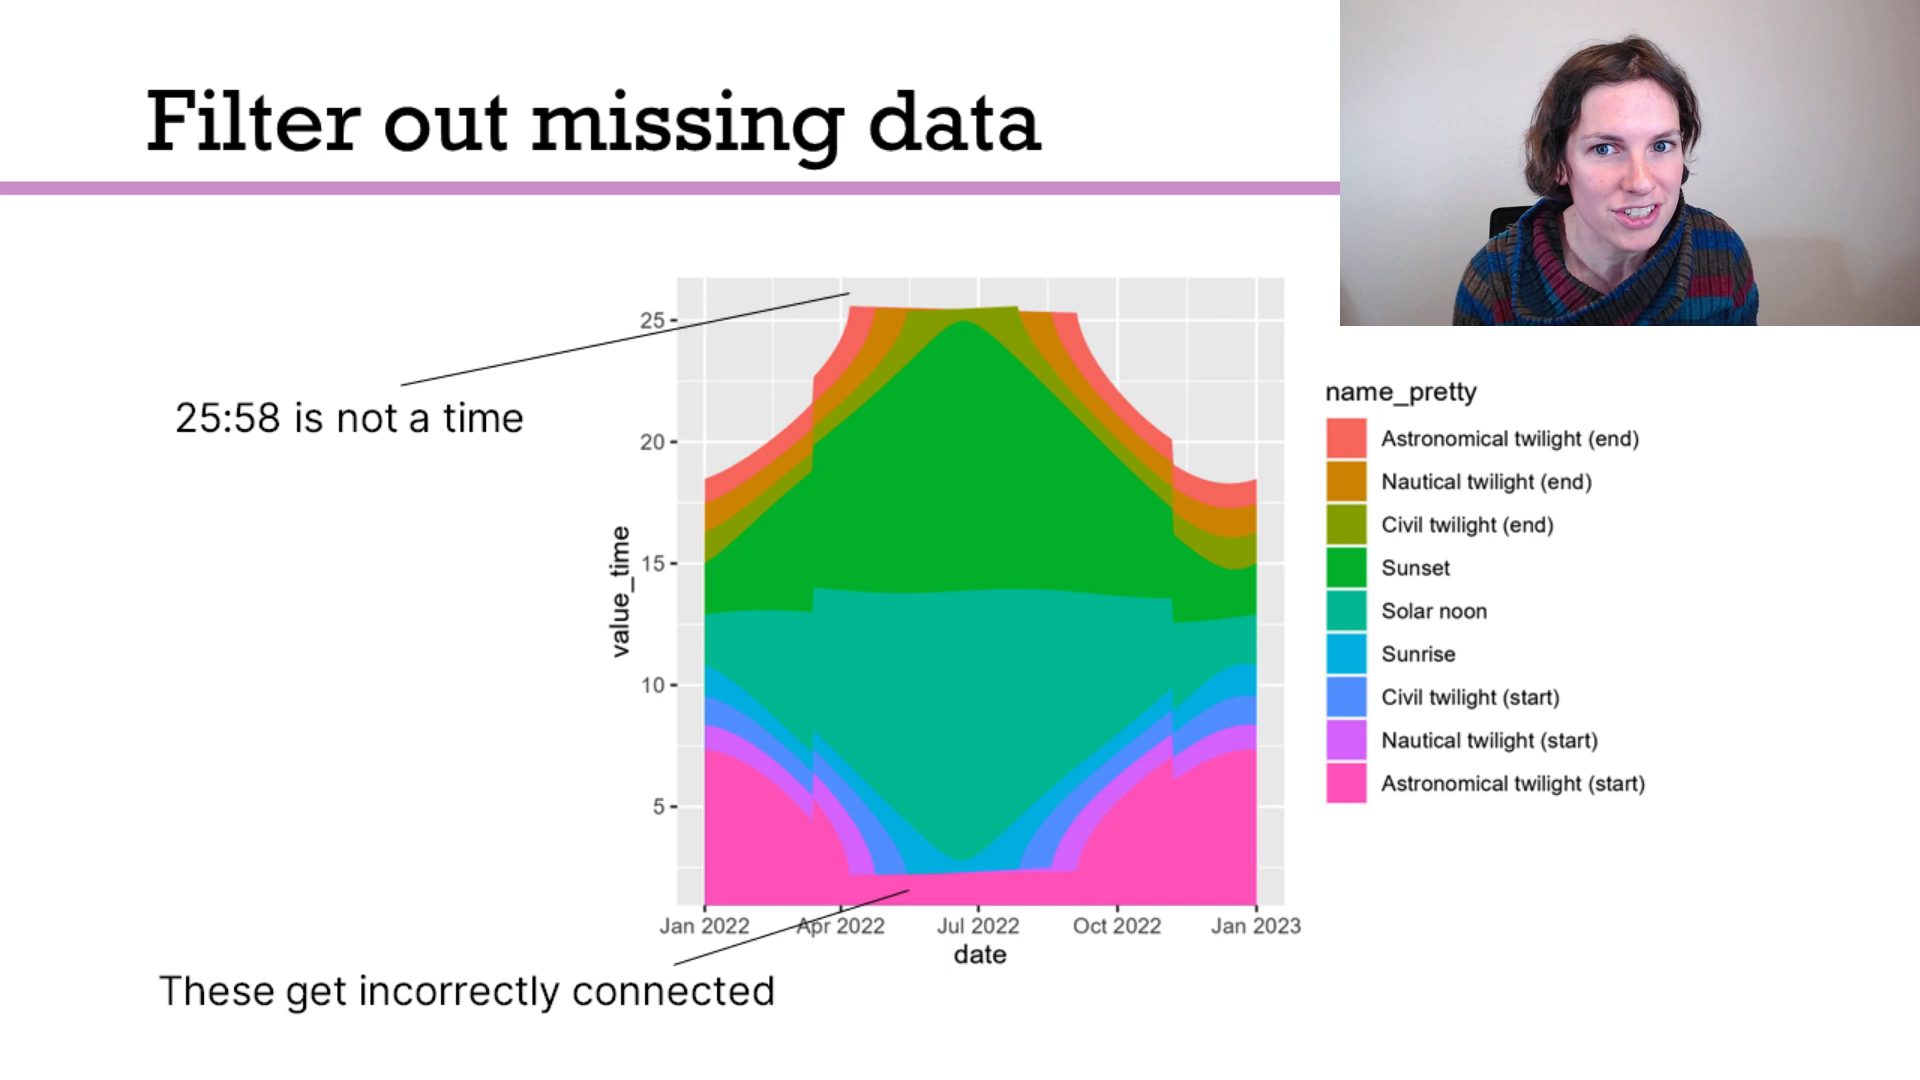 Filter out missing data
25:58 is not a time
These get incorrectly connected
value_time
25
20
15
10
5
Jan 2022
Apr 2022
Jul 2022
Oct 2022
Jan 2023
date
name_pretty
Astronomical twilight (end)
Nautical twilight (end)
Civil twilight (end)
Sunset
Solar noon
Sunrise
Civil twilight (start)
Nautical twilight (start)
Astronomical twilight (start)